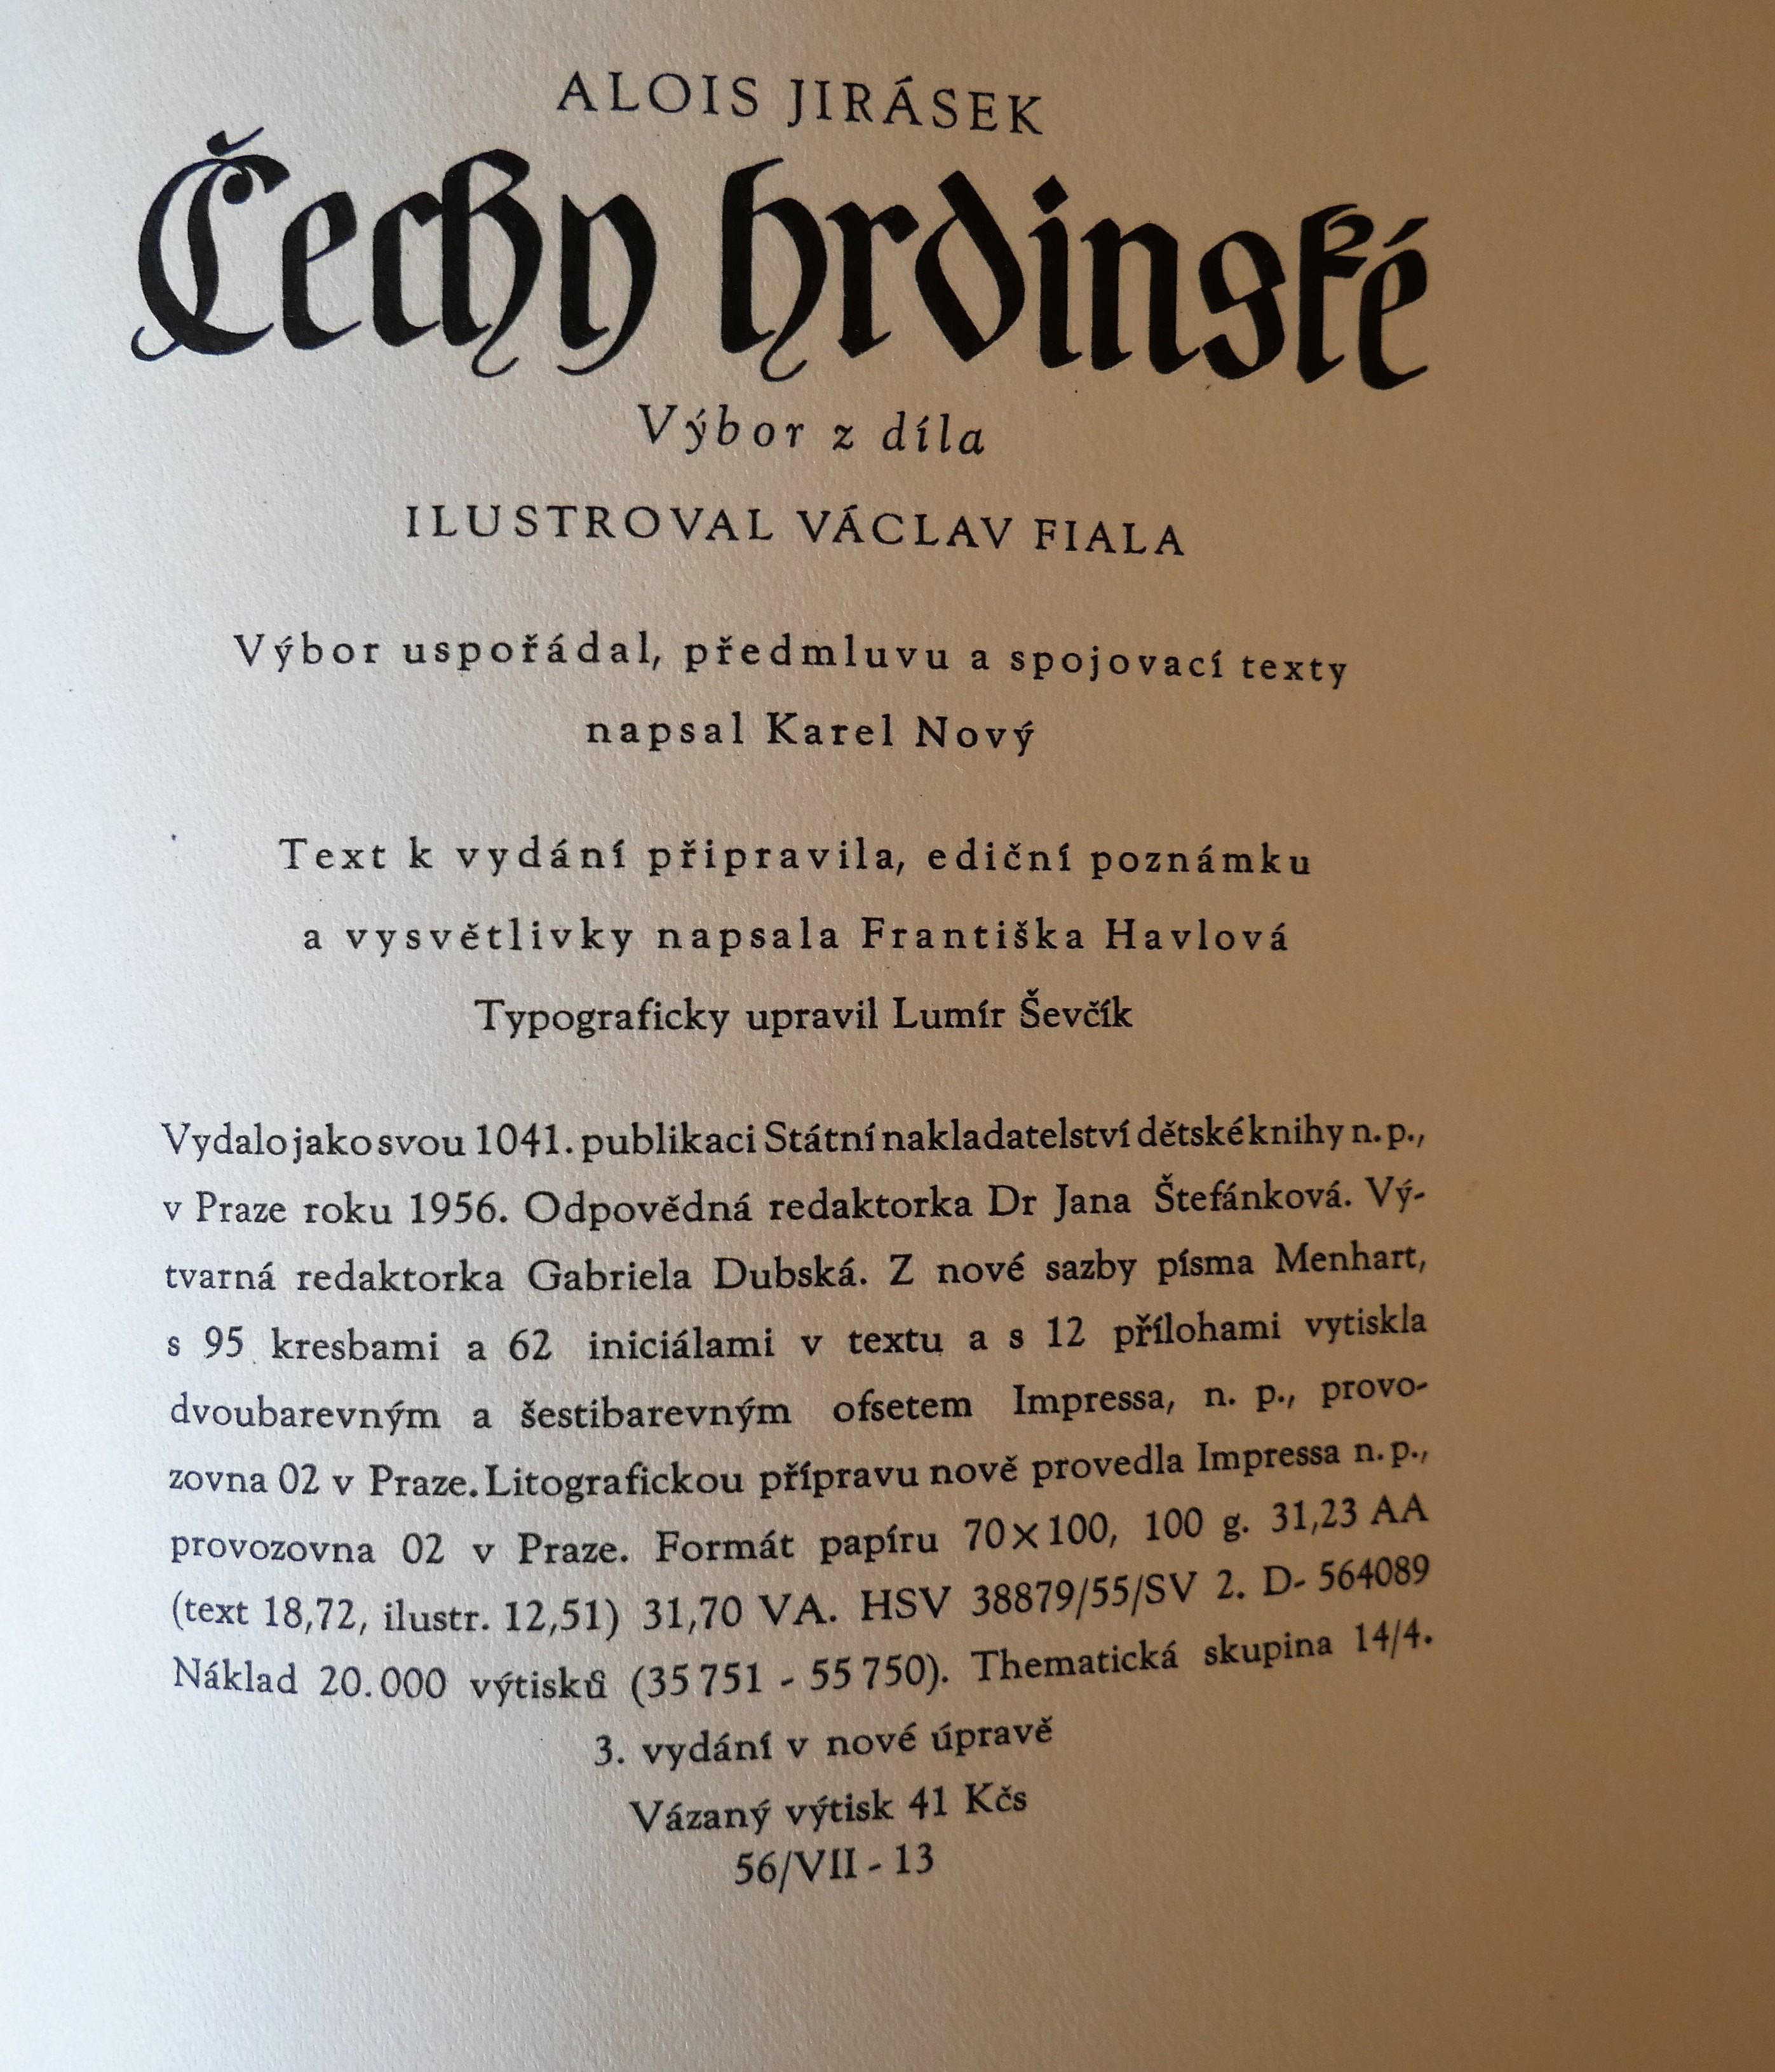 ALOIS JIRÁSEK
Čechy hrdinské
Výbor z díla
ILUSTROVAL VÁCLAV FIALA
Výbor uspořádal, předmluvu a spojovací texty
napsal Karel Nový
Text k vydání připravila, ediční poznámku
a vysvětlivky napsala Františka Havlová
Typograficky upravil Lumír Ševčík
Vydalo jako svou 1041. publikaci Státní nakladatelství dětské knihy n. p.,
v Praze roku 1956. Odpovědná redaktorka Dr Jana Štefánková. Vý-
tvarná redaktorka Gabriela Dubská. Z nové sazby písma Menhart,
s 95 kresbami a 62 iniciálami v textu a s 12 přílohami vytiskla
dvoubarevným a šestibarevným ofsetem Impressa, n. p., provo-
zovna 02 v Praze. Litografickou přípravu nově provedla Impressa n. p.,
provozovna 02 v Praze. Formát papíru 70×100, 100 g. 31,23 AA
(text 18,72, ilustr. 12,51) 31,70 VA. HSV 38879/55/SV 2. D- 564089
Náklad 20.000 výtisků (35 751 - 55 750). Thematická skupina 14/4.
3. vydání v nové úpravě
Vázaný výtisk 41 Kčs
56/VII - 13